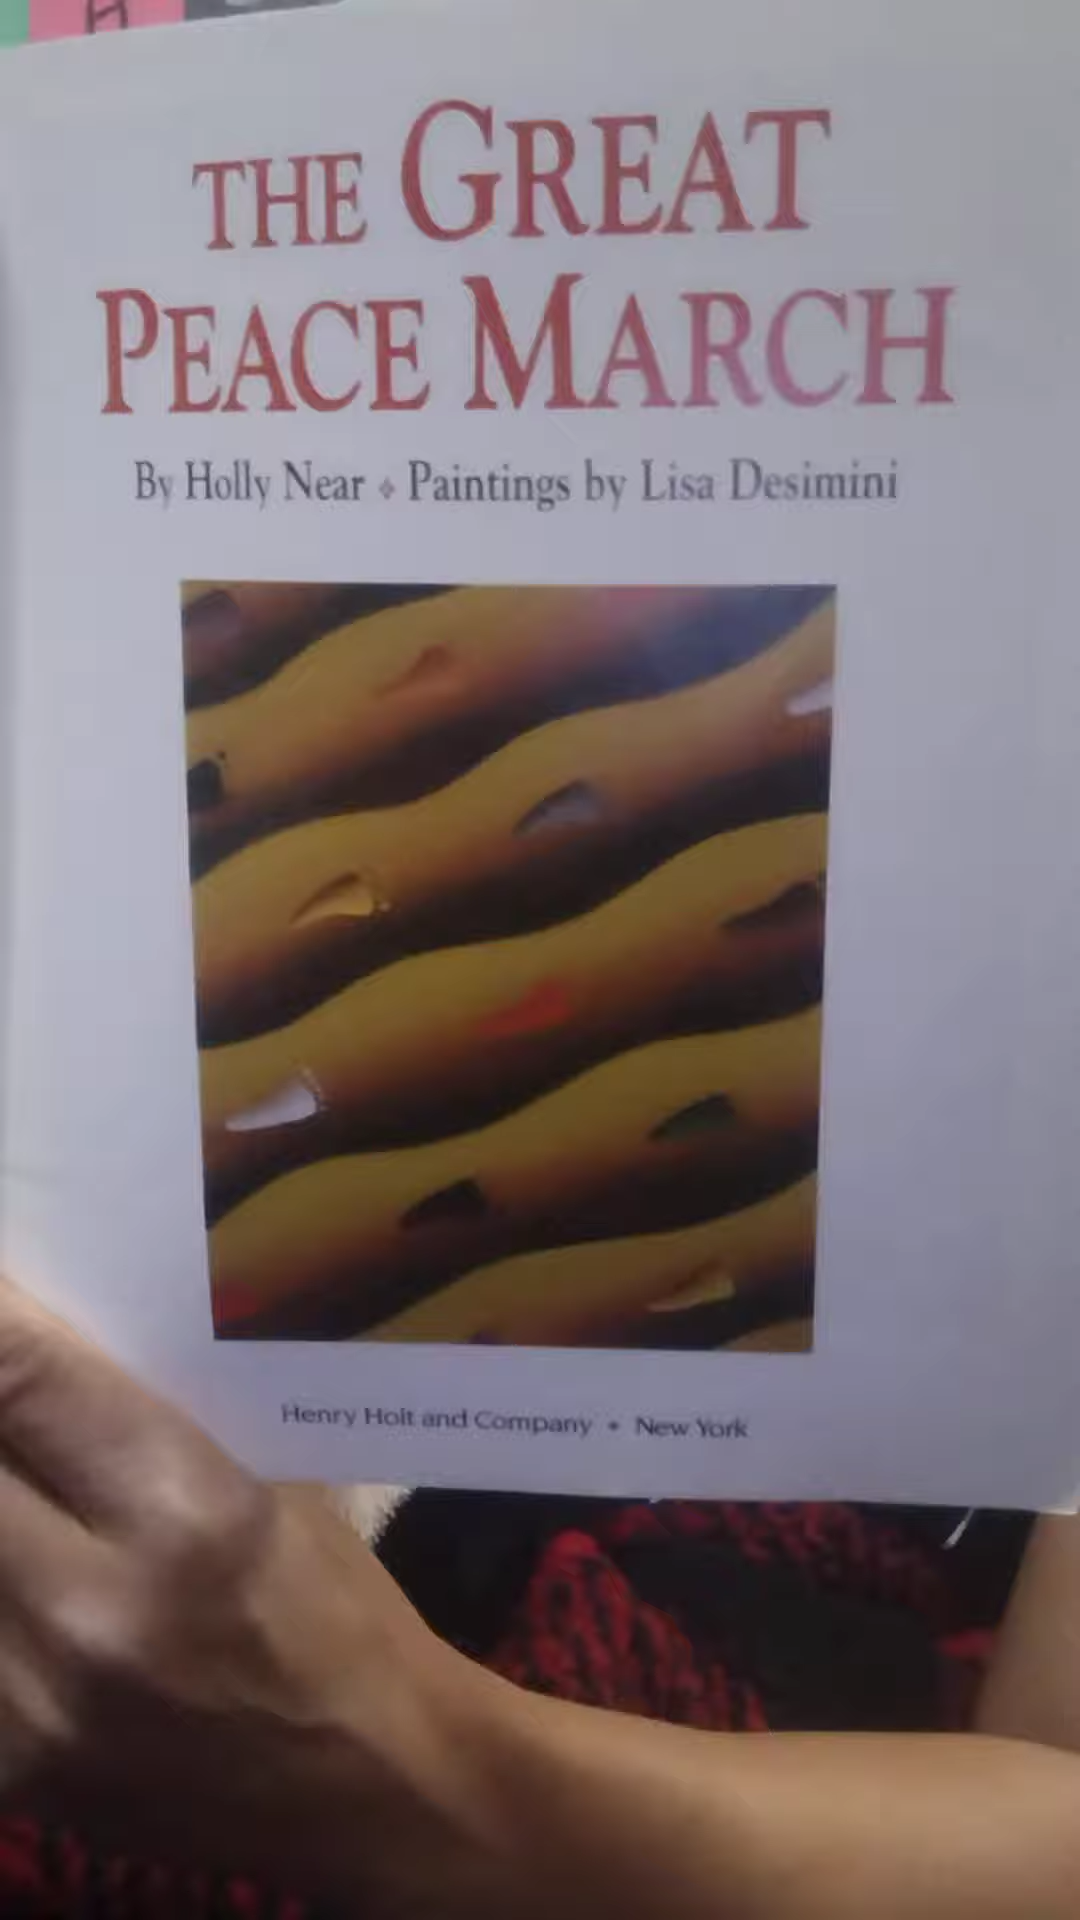 H
THE GREAT
PEACE MARCH
By Holly Near ⋄ Paintings by Lisa Desimini
Henry Holt and Company • New York